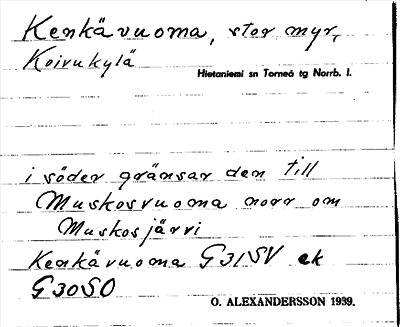 Kenkävuoma, stor myr,
Koivukylä
Hietaniemi sn Torneå tg Norrb. l.
i söder gränsar den till
Muskosvuoma norr om
Muskosjärvi
Kenkävuoma G31SV ek
G30SO
O. ALEXANDERSSON 1939.